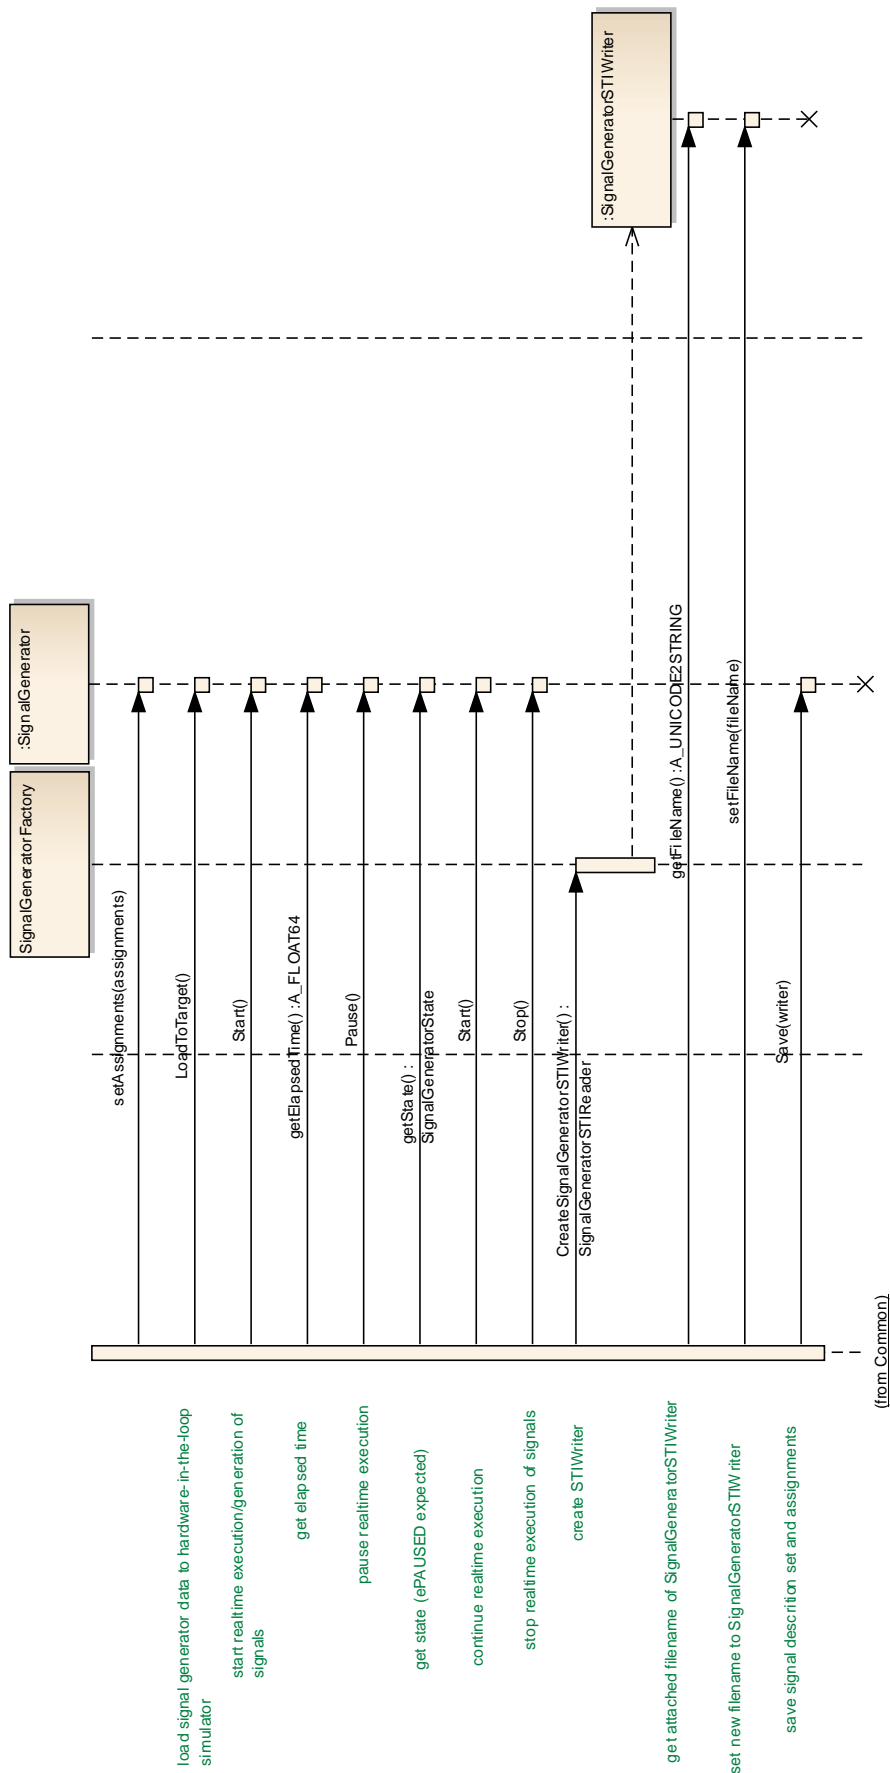 SignalGeneratorFactory
:SignalGenerator
:SignalGeneratorSTIWriter
setAssignments(assignments)
load signal generator data to hardware-in-the-loop
simulator
LoadToTarget()
start realtime execution/generation of
signals
Start()
get elapsed time
getElapsedTime() :A_FLOAT64
pause realtime execution
Pause()
get state (ePAUSED expected)
getState() :
SignalGeneratorState
continue realtime execution
Start()
stop realtime execution of signals
Stop()
create STIWriter
CreateSignalGeneratorSTIWriter() :
SignalGeneratorSTIReader
get attached filename of SignalGeneratorSTIWriter
getFileName() :A_UNICODE2STRING
set new filename to SignalGeneratorSTIWriter
setFileName(fileName)
save signal descrition set and assignments
Save(writer)
(from Common)